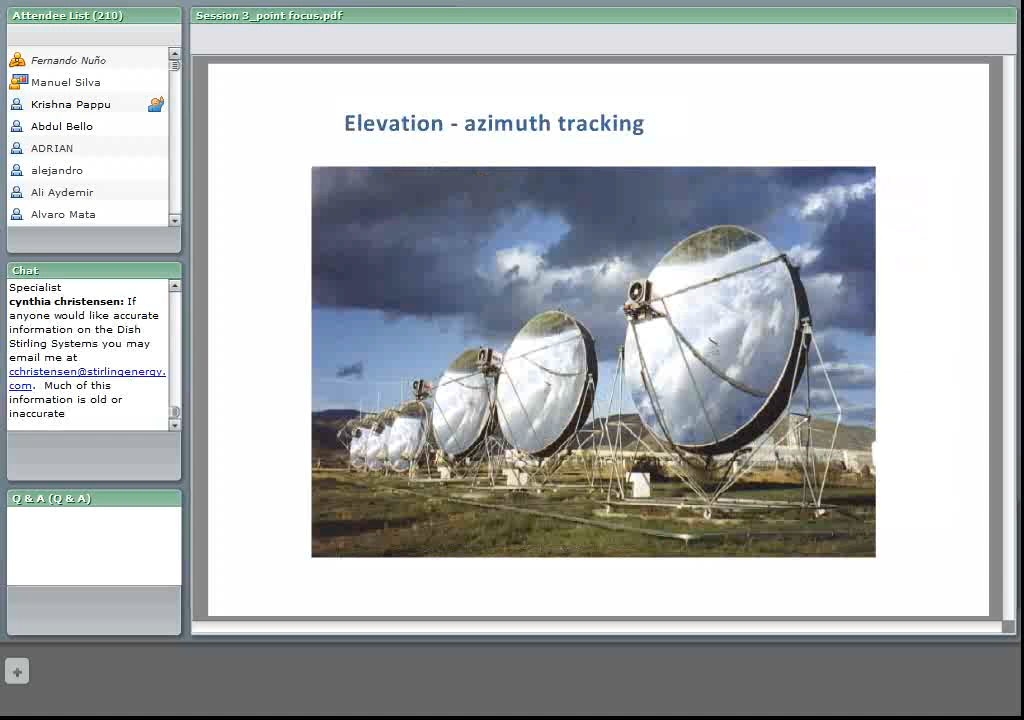 Attendee List (210)
Fernando Nuño
Manuel Silva
Krishna Pappu
Abdul Bello
ADRIAN
alejandro
Ali Aydemir
Alvaro Mata
Chat
Specialist
cynthia christensen: If
anyone would like accurate
information on the Dish
Stirling Systems you may
email me at
cchristensen@stirlingenergy.
com. Much of this
information is old or
inaccurate
Q & A (Q & A)
Session 3_point focus.pdf
Elevation - azimuth tracking